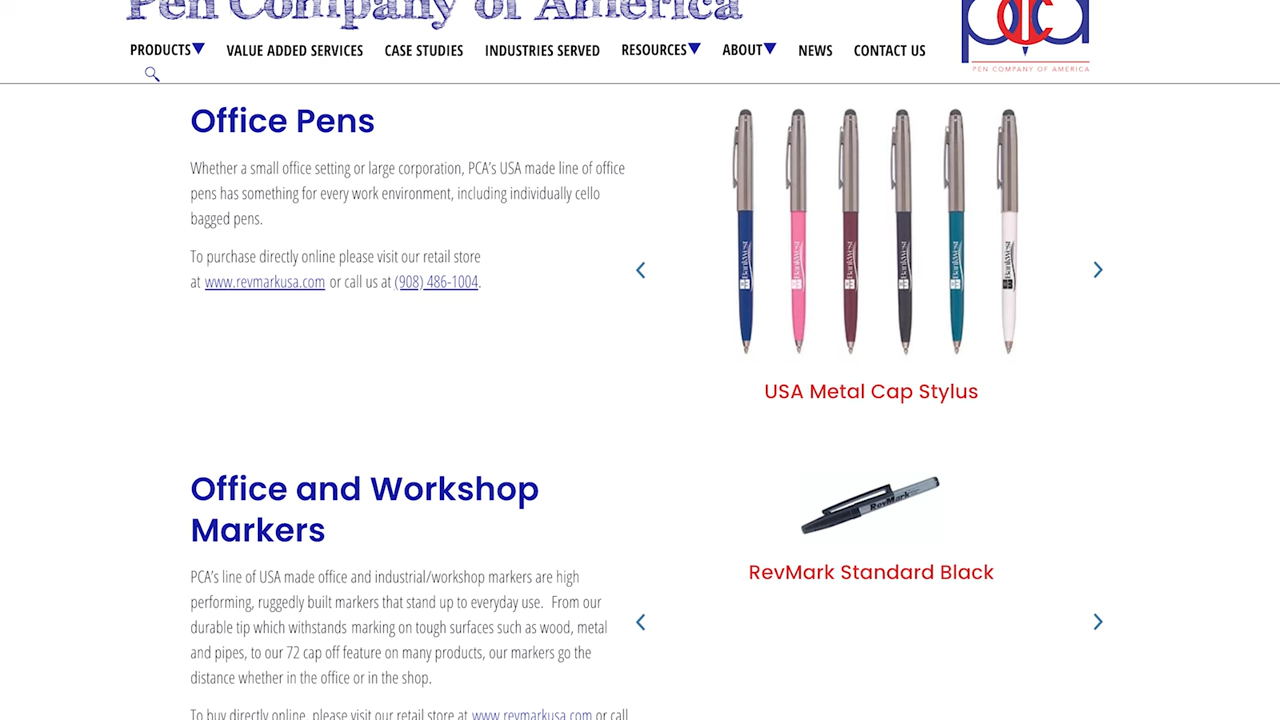 Pen Company of America
PRODUCTS VALUE ADDED SERVICES CASE STUDIES INDUSTRIES SERVED RESOURCES ABOUT NEWS CONTACT US
pca
PEN COMPANY OF AMERICA
Office Pens
Whether a small office setting or large corporation, PCA's USA made line of office
pens has something for every work environment, including individually cello
bagged pens.
To purchase directly online please visit our retail store
at www.revmarkusa.com or call us at (908) 486-1004.
BankWest BankWest BankWest BankWest BankWest BankWest
USA Metal Cap Stylus
Office and Workshop
Markers
PCA's line of USA made office and industrial/workshop markers are high
performing, ruggedly built markers that stand up to everyday use. From our
durable tip which withstands marking on tough surfaces such as wood, metal
and pipes, to our 72 cap off feature on many products, our markers go the
distance whether in the office or in the shop.
To buy directly online, please visit our retail store at www.revmarkusa.com or call
RevMark
RevMark Standard Black